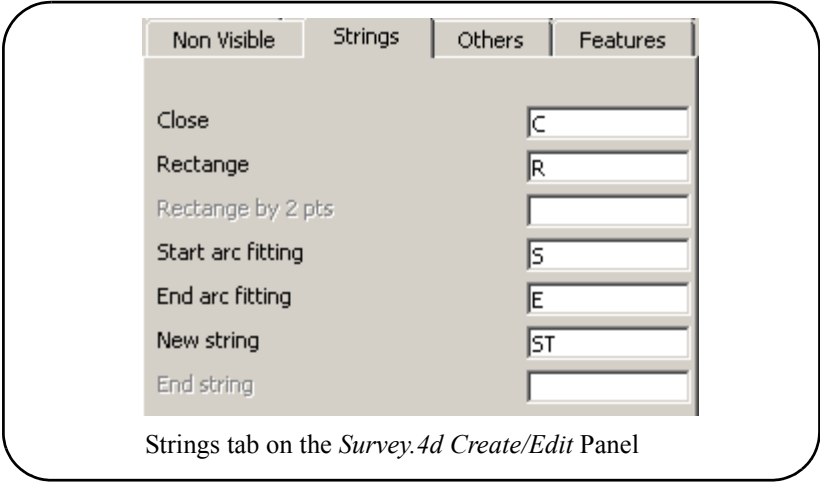 Non Visible Strings Others Features
Close C
Rectange R
Rectange by 2 pts
Start arc fitting S
End arc fitting E
New string ST
End string
Strings tab on the Survey.4d Create/Edit Panel